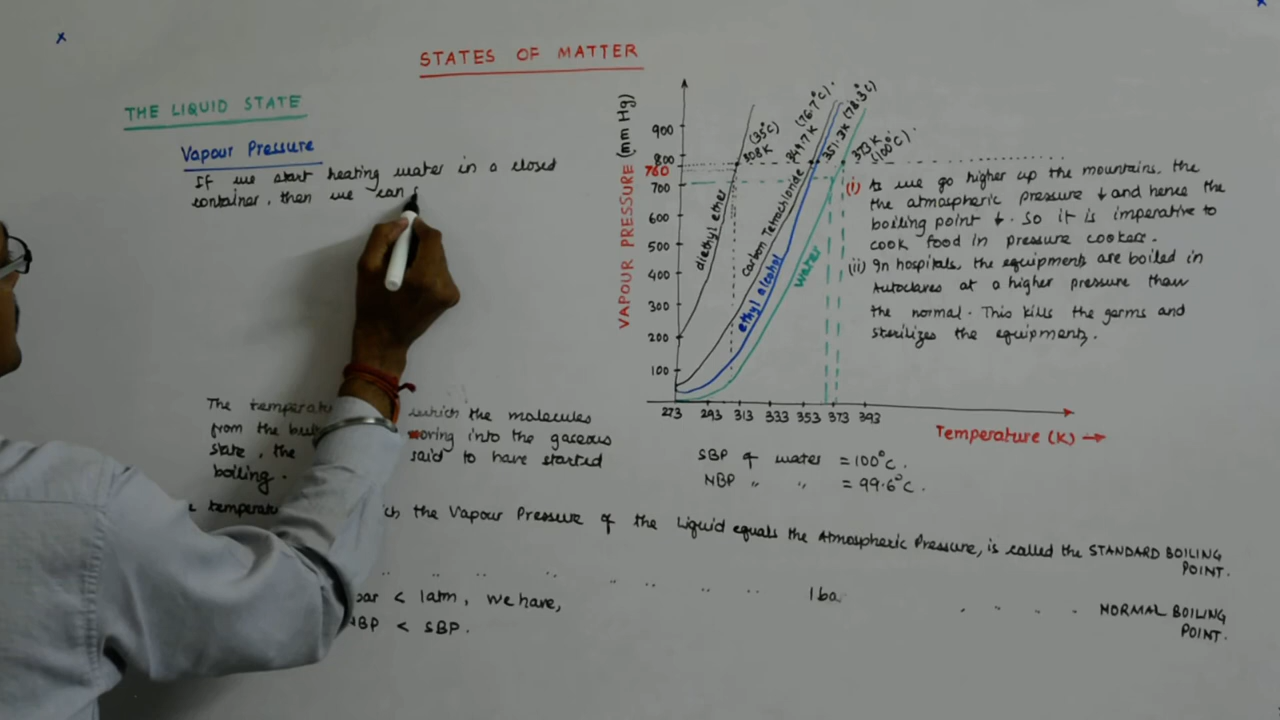 STATES OF MATTER
THE LIQUID STATE
Vapour Pressure
If we start heating water in a closed
container, then we can
The temperatu which the molecules
from the bu moving into the gaseous
state, the said to have started
boiling.
temperatu the Vapour Pressure of the Liquid equals the Atmospheric Pressure, is called the STANDARD BOILING
POINT.
" " " " " " " 1ba " " " " NORMAL BOILING
POINT.
bar < 1atm, we have,
NBP < SBP.
VAPOUR PRESSURE (mm Hg)
900
800
760
700
600
500
400
300
200
100
273 293 313 333 353 373 393
Temperature (K) →
diethyl ether
Carbon Tetrachloride
ethyl alcohol
water
308K (35°C)
349.7K (76.7°C).
351.3K (78.3°C)
373K (100°C).
(i) As we go higher up the mountains, the
the atmospheric pressure ↓ and hence the
boiling point ↓. So it is imperative to
cook food in pressure cookers.
(ii) In hospitals, the equipments are boiled in
Autoclaves at a higher pressure than
the normal. This kills the germs and
sterilizes the equipments.
SBP of water = 100°C.
NBP " " = 99.6°C.